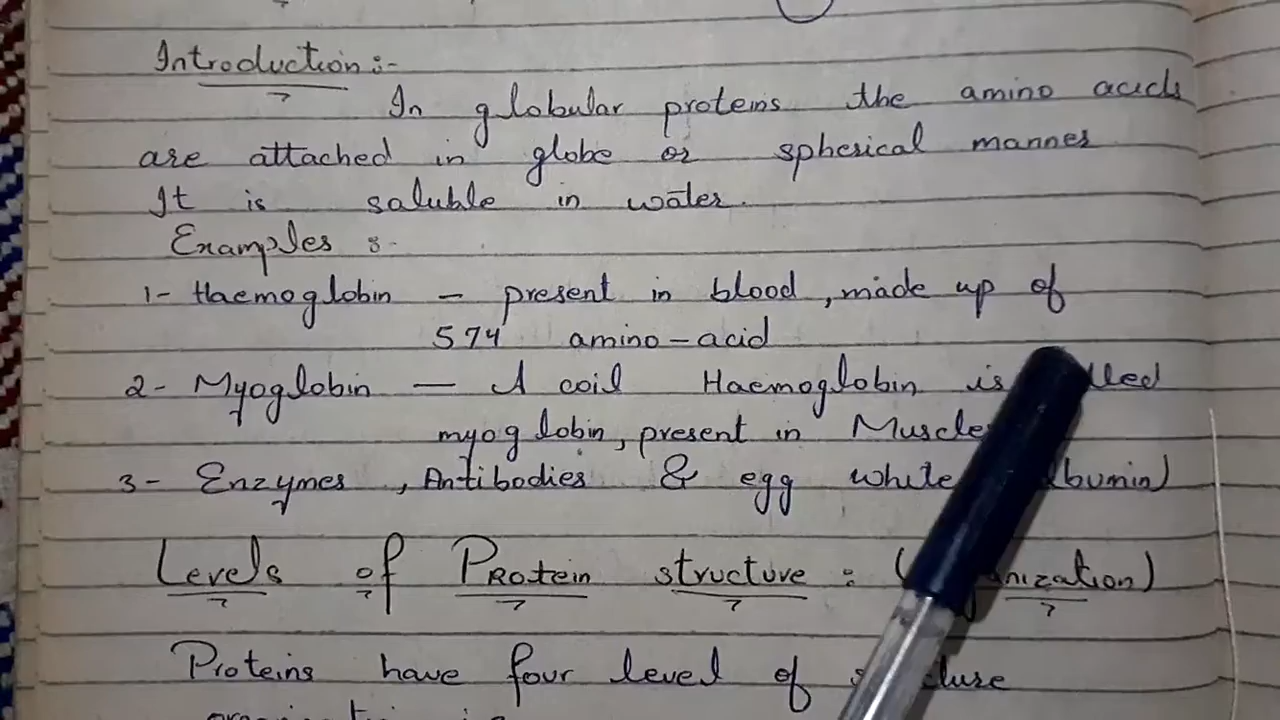 Introduction :-
In globular proteins the amino acids
are attached in globe or spherical manner
It is saluble in water.
Examples :-
1- Haemoglobin - present in blood, made up of
574 amino-acid
2- Myoglobin - A coil Haemoglobin is
myoglobin, present in Muscle
3- Enzymes, Antibodies & egg white
Levels of Protein structure : (
Proteins have four level of